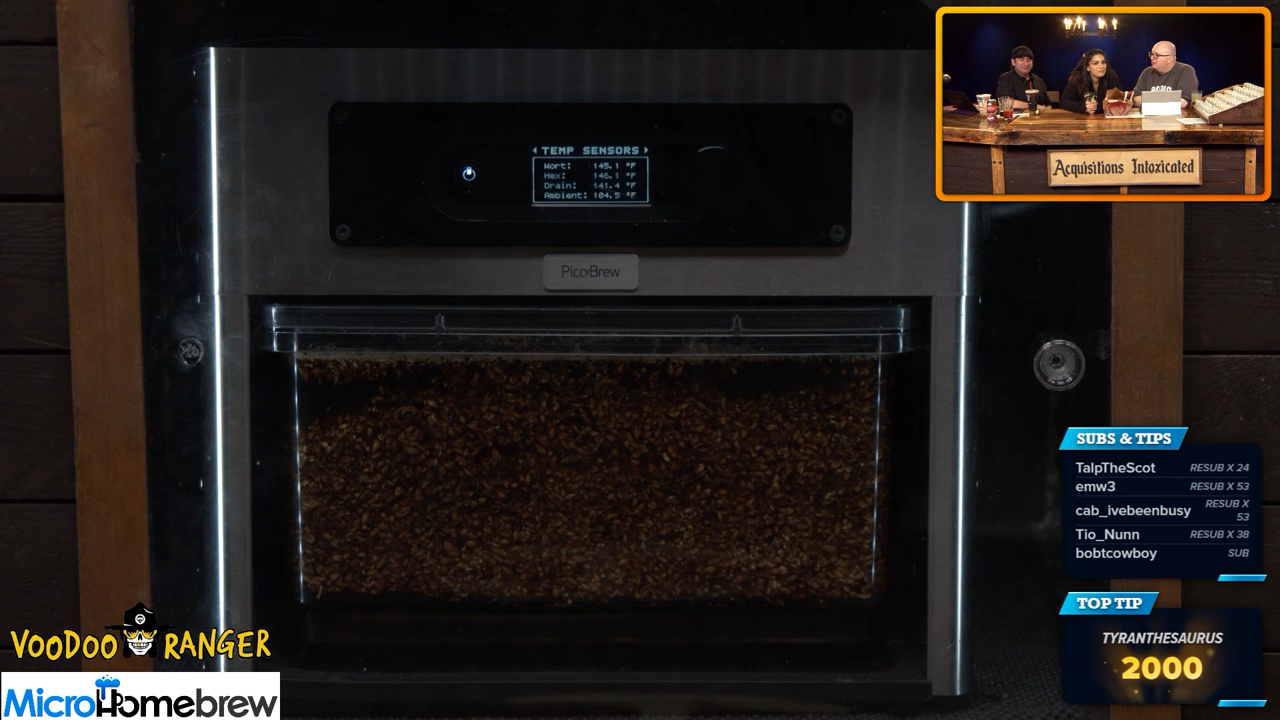 TEMP SENSORS
Wort: 145.1 °F
Hex: 146.1 °F
Drain: 141.4 °F
Ambient: 104.5 °F
PicoBrew
Acquisitions Intoxicated
SUBS & TIPS
TalpTheScot RESUB X 24
emw3 RESUB X 53
cab_ivebeenbusy RESUB X
53
Tio_Nunn RESUB X 38
bobtcowboy SUB
TOP TIP
TYRANTHESAURUS
2000
VOODOO RANGER
MicroHomebrew